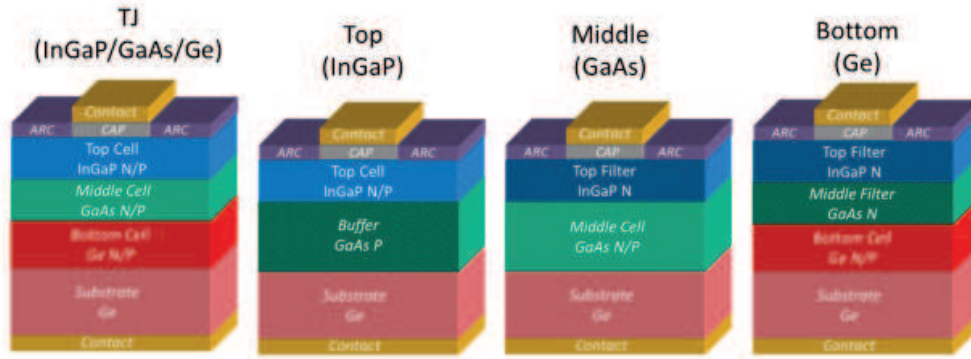 TJ
(InGaP/GaAs/Ge)
Contact
ARC CAP ARC
Top Cell
InGaP N/P
Middle Cell
GaAs N/P
Bottom Cell
Ge N/P
Substrate
Ge
Contact
Top
(InGaP)
Contact
ARC CAP ARC
Top Cell
InGaP N/P
Buffer
GaAs P
Substrate
Ge
Contact
Middle
(GaAs)
Contact
ARC CAP ARC
Top Filter
InGaP N
Middle Cell
GaAs N/P
Substrate
Ge
Contact
Bottom
(Ge)
Contact
ARC CAP ARC
Top Filter
InGaP N
Middle Filter
GaAs N
Bottom Cell
Ge N/P
Substrate
Ge
Contact